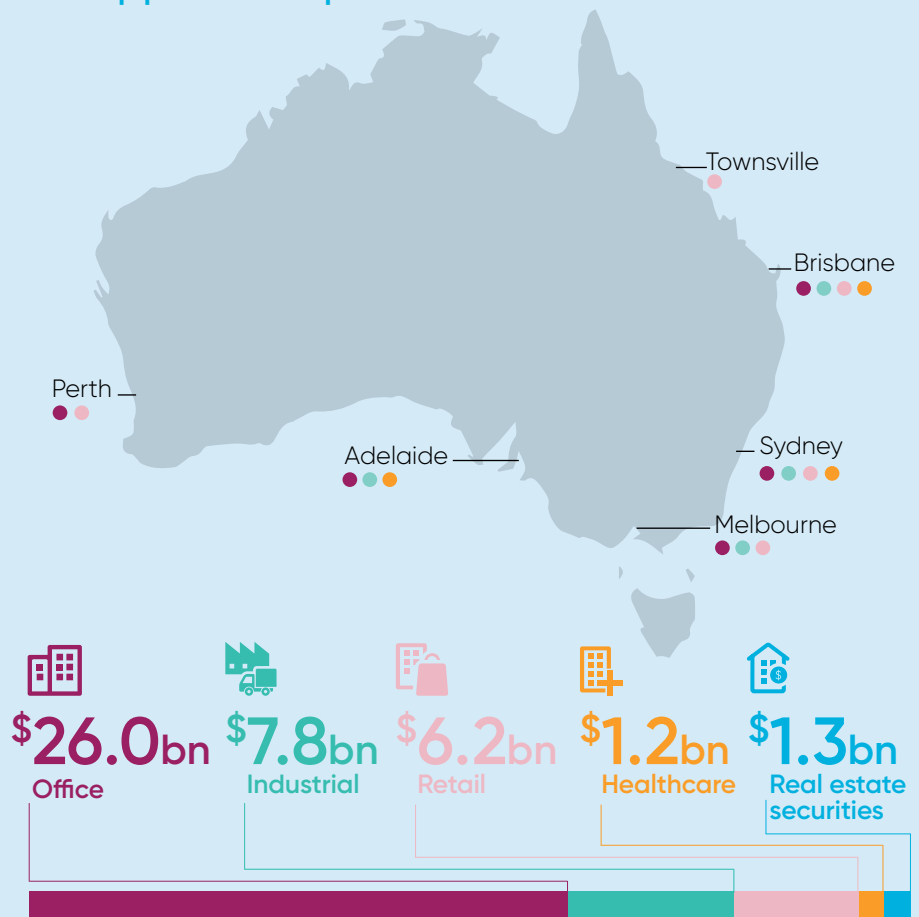 Townsville
Brisbane
Perth
Adelaide
Sydney
Melbourne
$26.0bn
Office
$7.8bn
Industrial
$6.2bn
Retail
$1.2bn
Healthcare
$1.3bn
Real estate
securities